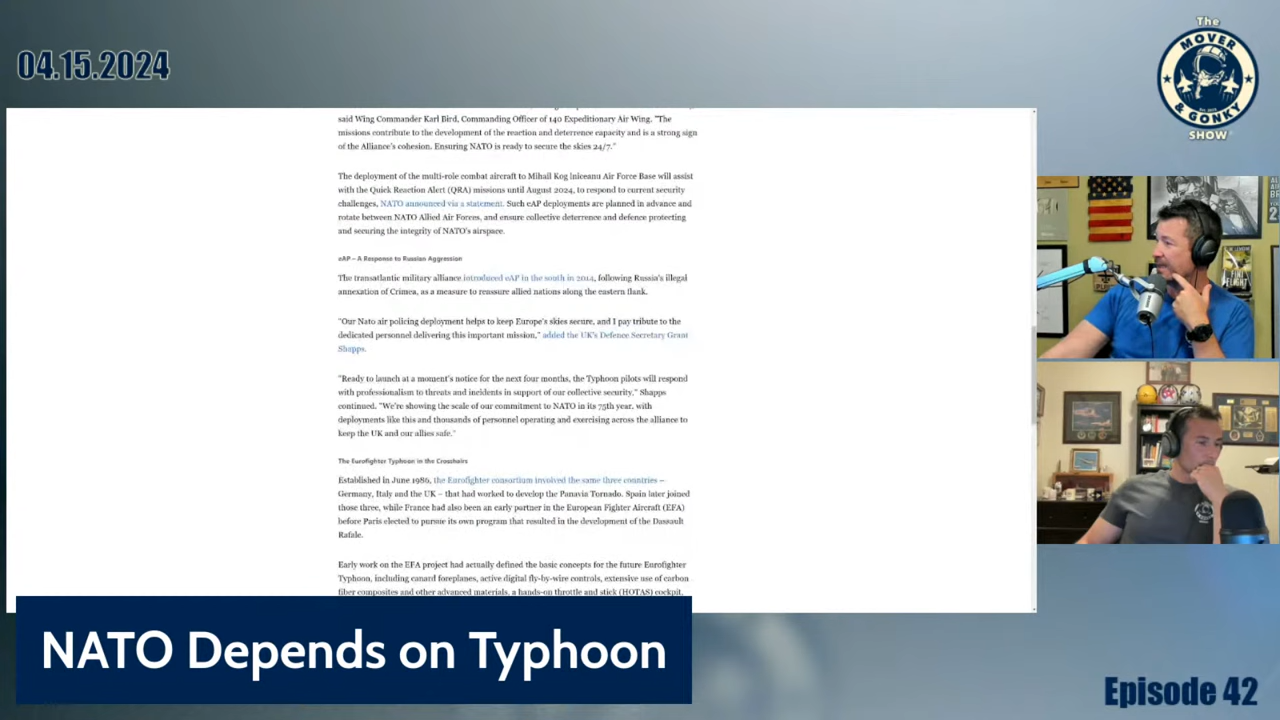 04.15.2024
The
MOVER
& GONKY
SHOW
said Wing Commander Karl Bird, Commanding Officer of 140 Expeditionary Air Wing. "The
missions contribute to the development of the reaction and deterrence capacity and is a strong sign
of the Alliance's cohesion. Ensuring NATO is ready to secure the skies 24/7."
The deployment of the multi-role combat aircraft to Mihail Kog lniceanu Air Force Base will assist
with the Quick Reaction Alert (QRA) missions until August 2024, to respond to current security
challenges, NATO announced via a statement. Such eAP deployments are planned in advance and
rotate between NATO Allied Air Forces, and ensure collective deterrence and defence protecting
and securing the integrity of NATO's airspace.
eAP – A Response to Russian Aggression
The transatlantic military alliance introduced eAP in the south in 2014, following Russia's illegal
annexation of Crimea, as a measure to reassure allied nations along the eastern flank.
"Our Nato air policing deployment helps to keep Europe's skies secure, and I pay tribute to the
dedicated personnel delivering this important mission," added the UK's Defence Secretary Grant
Shapps.
"Ready to launch at a moment's notice for the next four months, the Typhoon pilots will respond
with professionalism to threats and incidents in support of our collective security," Shapps
continued. "We're showing the scale of our commitment to NATO in its 75th year, with
deployments like this and thousands of personnel operating and exercising across the alliance to
keep the UK and our allies safe."
The Eurofighter Typhoon in the Crosshairs
Established in June 1986, the Eurofighter consortium involved the same three countries –
Germany, Italy and the UK – that had worked to develop the Panavia Tornado. Spain later joined
those three, while France had also been an early partner in the European Fighter Aircraft (EFA)
before Paris elected to pursue its own program that resulted in the development of the Dassault
Rafale.
Early work on the EFA project had actually defined the basic concepts for the future Eurofighter
Typhoon, including canard foreplanes, active digital fly-by-wire controls, extensive use of carbon
fiber composites and other advanced materials, a hands-on throttle and stick (HOTAS) cockpit,
FINAL
FLIGHT
NATO Depends on Typhoon
Episode 42